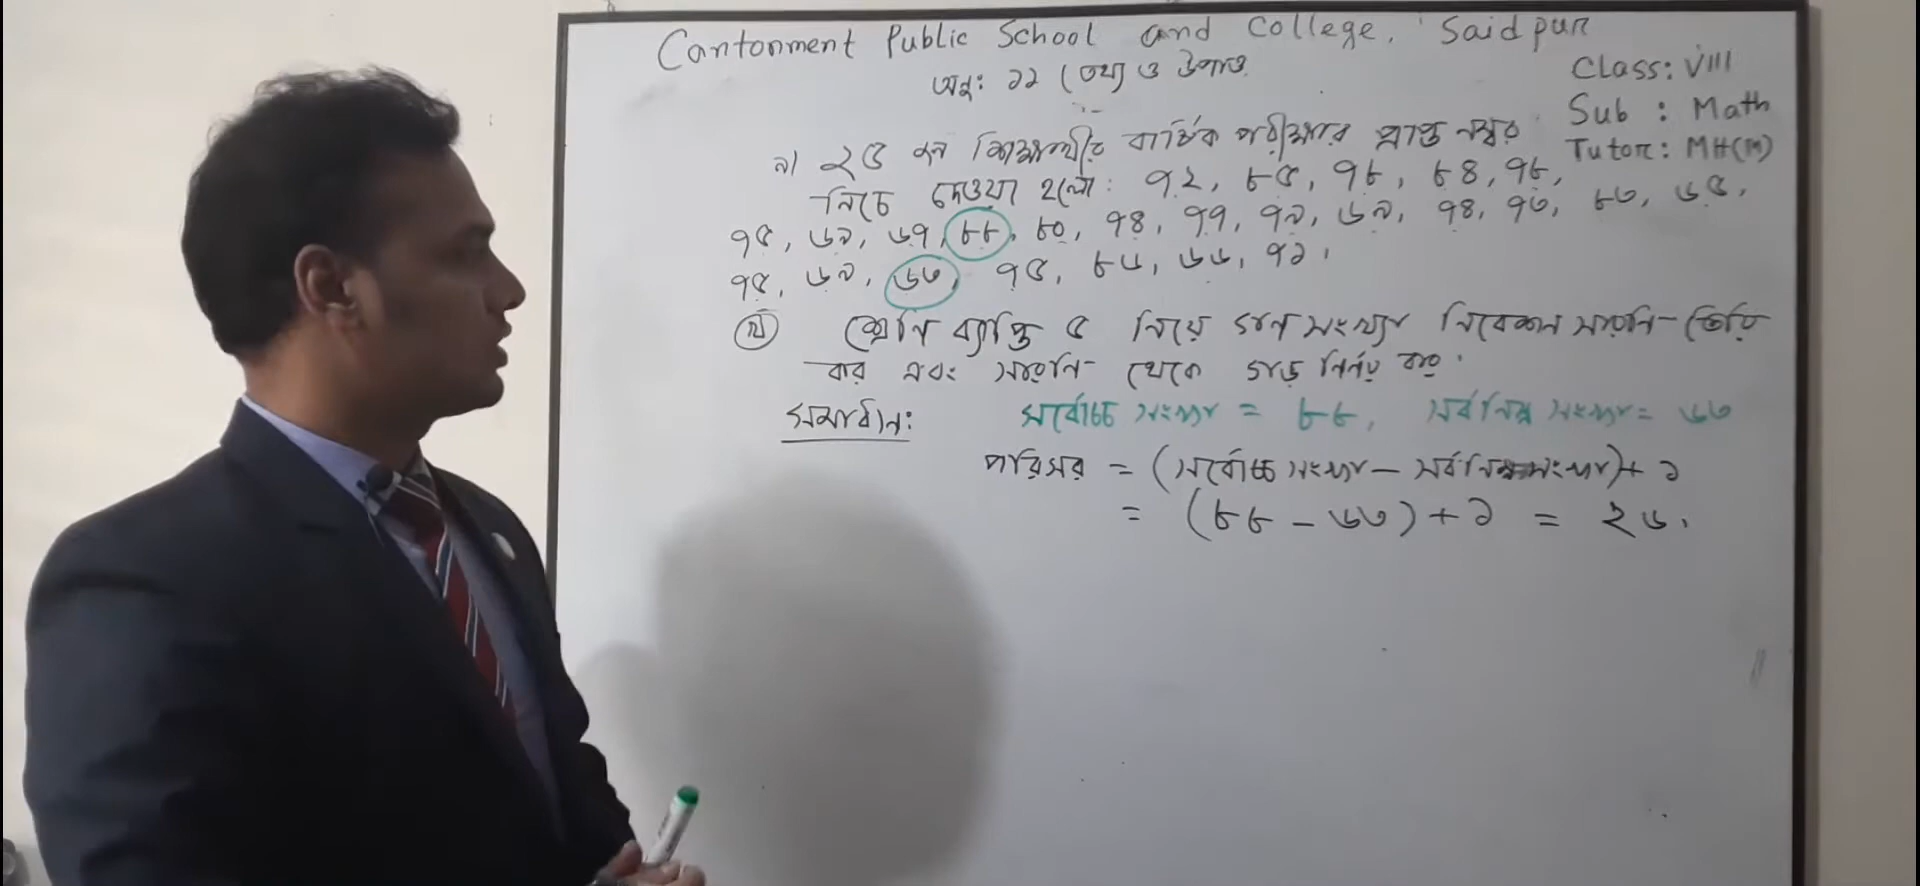 Cantonment Public School and College, Saidpur
অনু: ১১ (তথ্য ও উপাত্ত
Class: VIII
Sub : Math
Tutor: MH(M)
২৫ জন শিক্ষার্থীর বার্ষিক পরীক্ষার প্রাপ্ত নম্বর
নিচে দেওয়া হলো: ৭২, ৮৫, ৭৮, ৮৪, ৭৮,
৭৫, ৬৯, ৬৭, ৮৮, ৮০, ৭৪, ৭৭, ৭৯, ৬৯, ৭৪, ৭৩, ৮৩, ৬৫,
৭৫, ৬৯, ৬৩, ৭৫, ৮৬, ৬৬, ৭১,
খ শ্রেণি ব্যাপ্তি ৫ নিয়ে গণসংখ্যা নিবেশন সারণি তৈরি
কর এবং সারণি থেকে গড় নির্ণয় কর
সমাধান: সর্বোচ্চ সংখ্যা = ৮৮, সর্বনিম্ন সংখ্যা = ৬৩
পরিসর = (সর্বোচ্চ সংখ্যা - সর্বনিম্ন সংখ্যা) + ১
= (৮৮ - ৬৩) + ১ = ২৬.